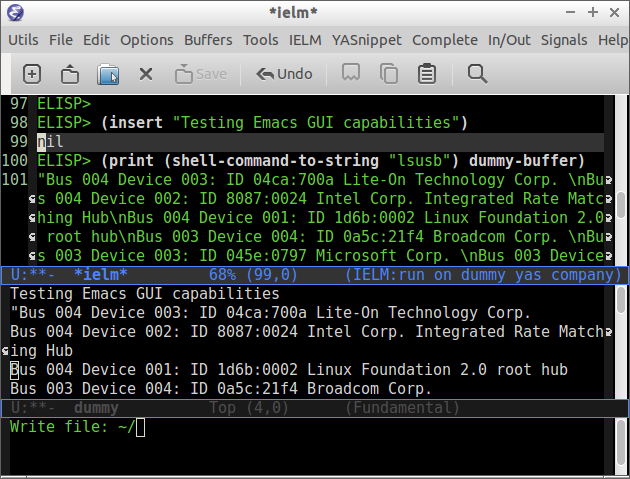 *ielm*
Utils File Edit Options Buffers Tools IELM YASnippet Complete In/Out Signals Help
Save Undo
97 ELISP>
98 ELISP> (insert "Testing Emacs GUI capabilities")
99 nil
100 ELISP> (print (shell-command-to-string "lsusb") dummy-buffer)
101 "Bus 004 Device 003: ID 04ca:700a Lite-On Technology Corp. \nBu
s 004 Device 002: ID 8087:0024 Intel Corp. Integrated Rate Matc
hing Hub\nBus 004 Device 001: ID 1d6b:0002 Linux Foundation 2.0
root hub\nBus 003 Device 004: ID 0a5c:21f4 Broadcom Corp. \nBu
s 003 Device 003: ID 045e:0797 Microsoft Corp. \nBus 003 Device
U:**- *ielm* 68% (99,0) (IELM:run on dummy yas company)
Testing Emacs GUI capabilities
"Bus 004 Device 003: ID 04ca:700a Lite-On Technology Corp.
Bus 004 Device 002: ID 8087:0024 Intel Corp. Integrated Rate Match
ing Hub
Bus 004 Device 001: ID 1d6b:0002 Linux Foundation 2.0 root hub
Bus 003 Device 004: ID 0a5c:21f4 Broadcom Corp.
U:**- dummy Top (4,0) (Fundamental)
Write file: ~/